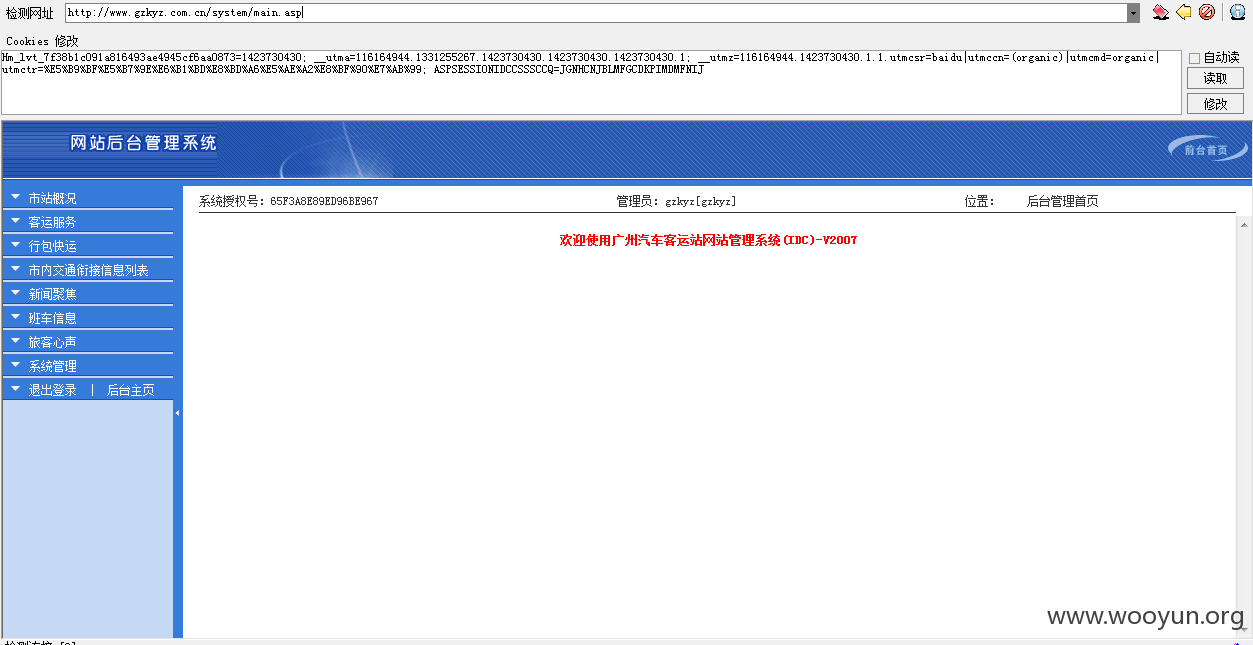 检测网址 http://www.gzkyz.com.cn/system/main.asp
Cookies 修改
Hm_lvt_7f38b1c091a816493ae4945cf6aa0873=1423730430; __utma=116164944.1331255267.1423730430.1423730430.1423730430.1; __utmz=116164944.1423730430.1.1.utmcsr=baidu|utmccn=(organic)|utmcmd=organic|
utmctr=%E5%B9%BF%E5%B7%9E%E6%B1%BD%E8%BD%A6%E5%AE%A2%E8%BF%90%E7%AB%99; ASPSESSIONIDCCSSSCCQ=JGNHCNJBLMFGCDKPIMDMFNIJ
自动读
读取
修改
网站后台管理系统
前台首页
系统授权号: 65F3A8E89ED96BE967 管理员: gzkyz[gzkyz] 位置: 后台管理首页
欢迎使用广州汽车客运站网站管理系统(IDC)-V2007
市站概况
客运服务
行包快运
市内交通衔接信息列表
新闻聚焦
班车信息
旅客心声
系统管理
退出登录 | 后台主页
www.wooyun.org